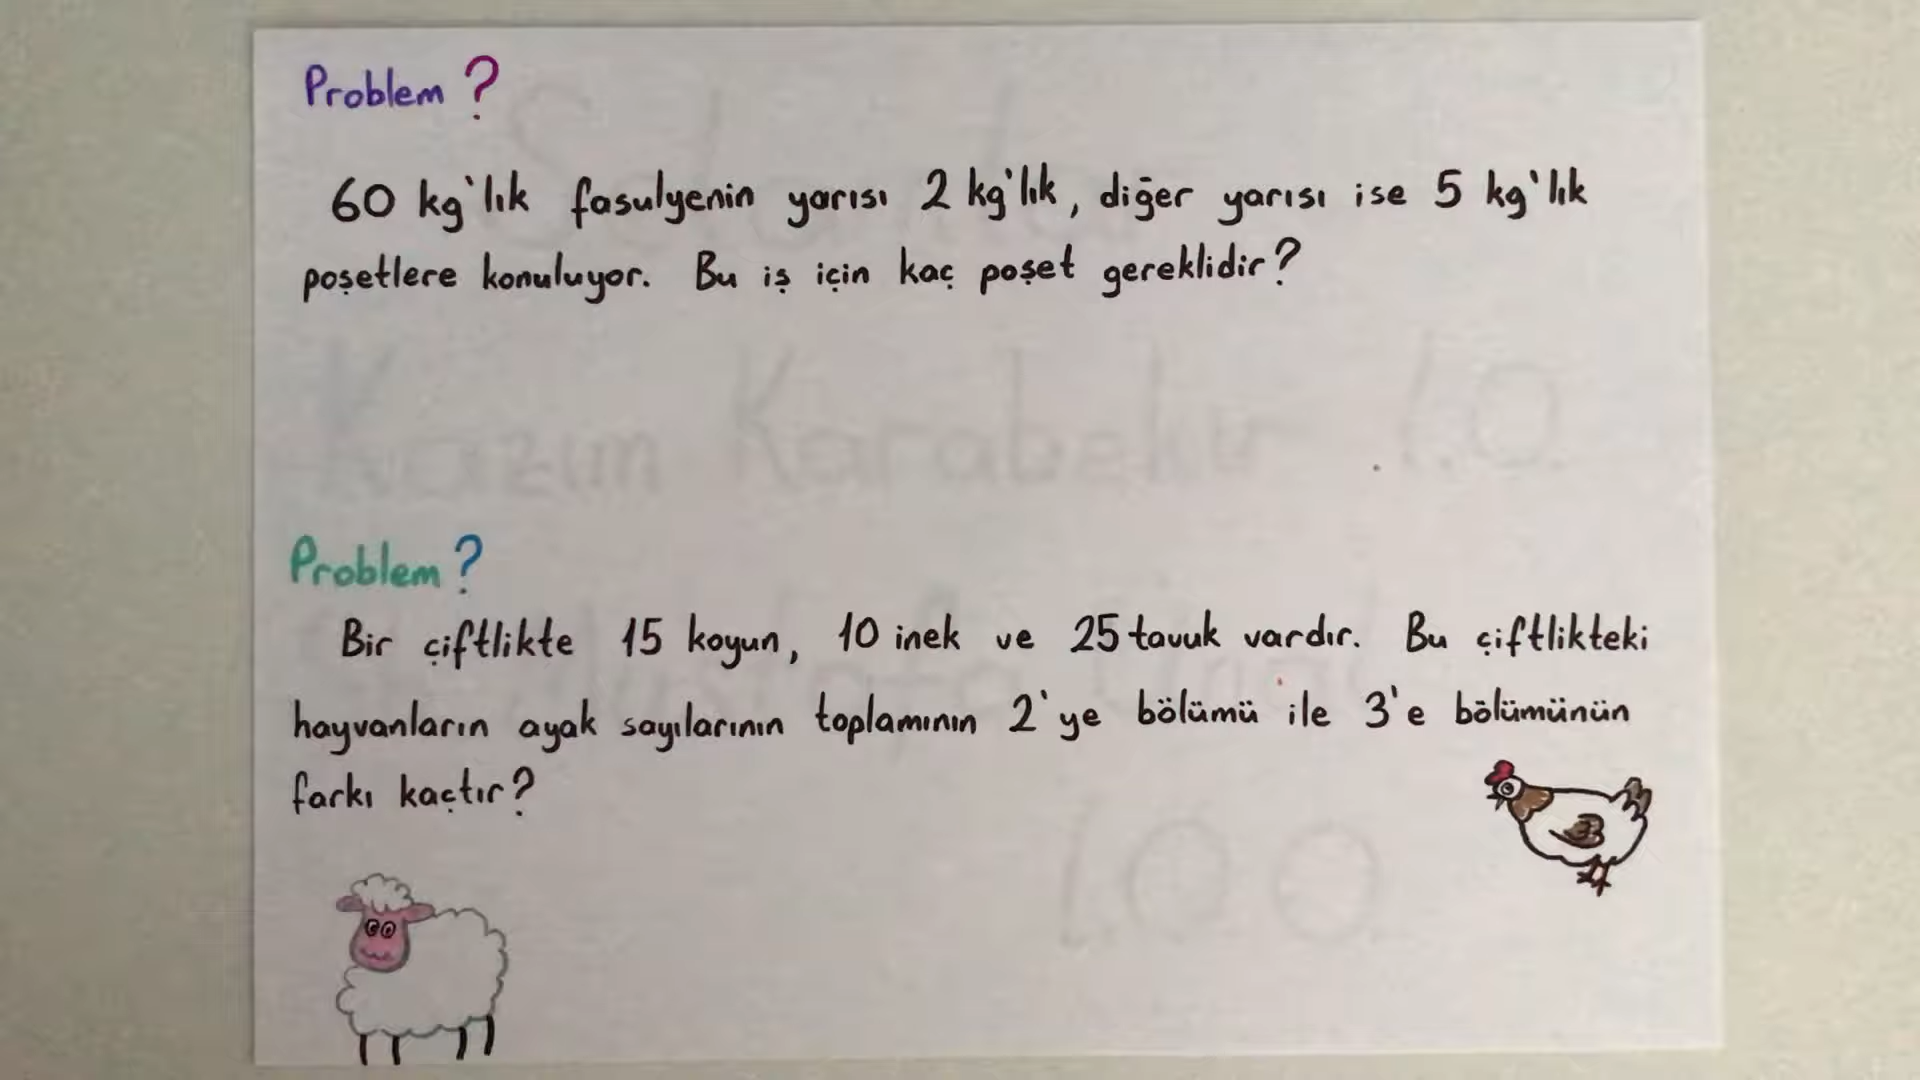 Problem ?
60 kg'lık fasulyenin yarısı 2 kg'lık, diğer yarısı ise 5 kg'lık
poşetlere konuluyor. Bu iş için kaç poşet gereklidir?
Kazım Karabekir İ.O.
Problem ?
Bir çiftlikte 15 koyun, 10 inek ve 25 tavuk vardır. Bu çiftlikteki
hayvanların ayak sayılarının toplamının 2'ye bölümü ile 3'e bölümünün
farkı kaçtır?